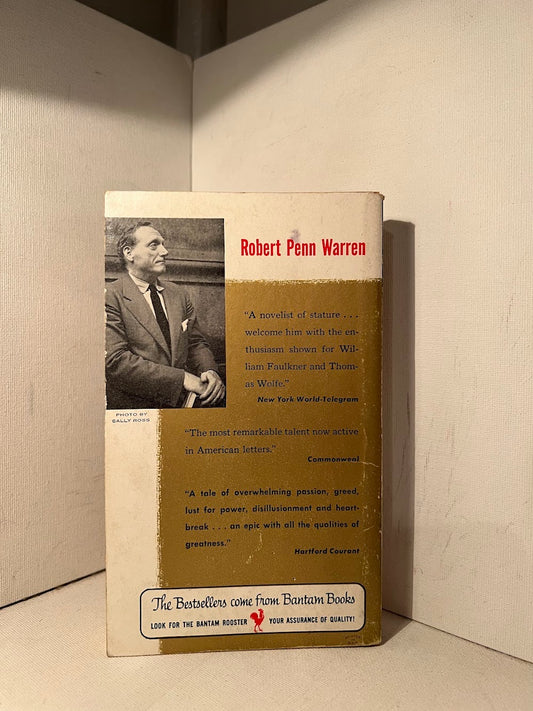 Robert Penn Warren
"A novelist of stature . . .
welcome him with the en-
thusiasm shown for Wil-
liam Faulkner and Thom-
as Wolfe."
New York World-Telegram
PHOTO BY
SALLY ROSS
"The most remarkable talent now active
in American letters."
Commonweal
"A tale of overwhelming passion, greed,
lust for power, disillusionment and heart-
break . . . an epic with all the qualities of
greatness."
Hartford Courant
The Bestsellers come from Bantam Books
LOOK FOR THE BANTAM ROOSTER YOUR ASSURANCE OF QUALITY!